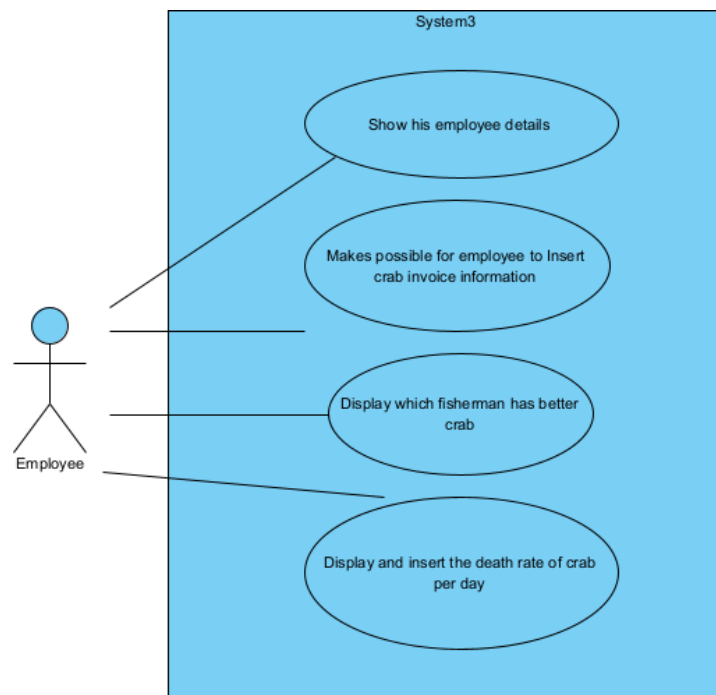 System3
Show his employee details
Makes possible for employee to Insert
crab invoice information
Display which fisherman has better
crab
Employee
Display and insert the death rate of crab
per day